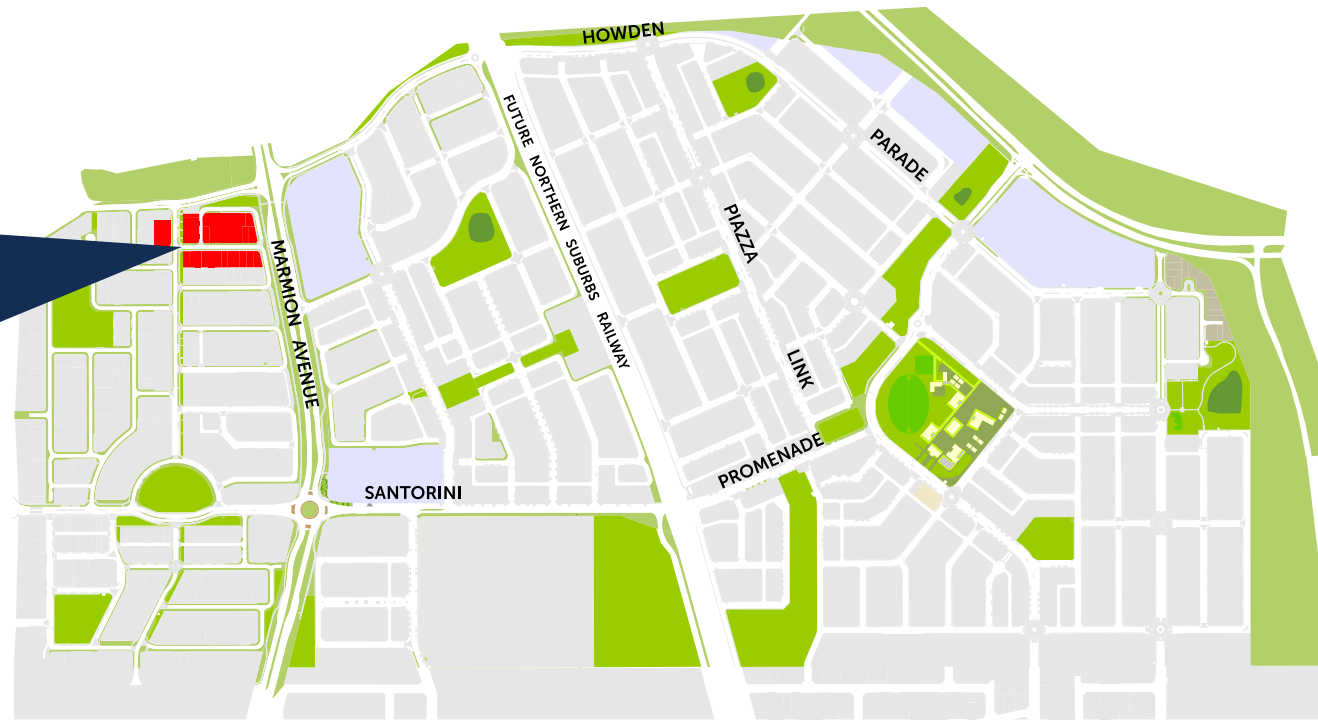 HOWDEN
PARADE
FUTURE NORTHERN SUBURBS RAILWAY
PIAZZA
LINK
MARMION AVENUE
PROMENADE
SANTORINI